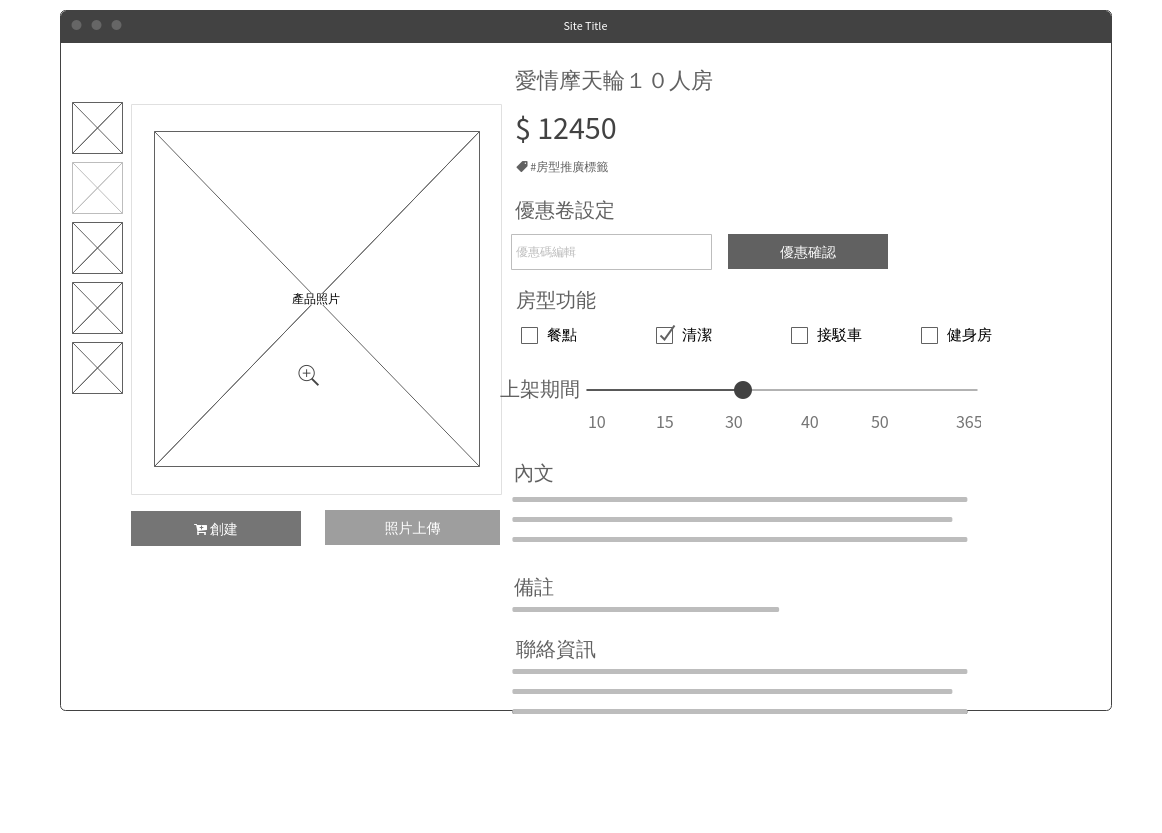 Site Title
愛情摩天輪１０人房
$ 12450
#房型推廣標籤
優惠卷設定
優惠碼編輯
優惠確認
房型功能
餐點 清潔 接駁車 健身房
上架期間
10 15 30 40 50 365
產品照片
創建
照片上傳
內文
備註
聯絡資訊